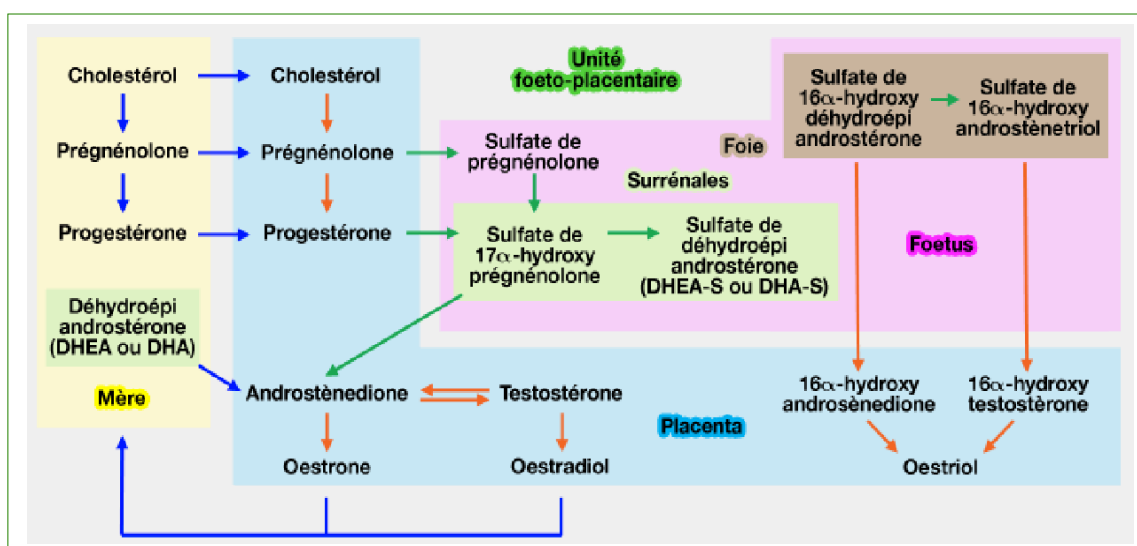 Cholestérol
Cholestérol
Unité
foeto-placentaire
Sulfate de
16α-hydroxy
déhydroépi
androstérone
Sulfate de
16α-hydroxy
androstènetriol
Prégnénolone
Prégnénolone
Sulfate de
prégnénolone
Foie
Surrénales
Progestérone
Progestérone
Sulfate de
17α-hydroxy
prégnénolone
Sulfate de
déhydroépi
androstérone
(DHEA-S ou DHA-S)
Foetus
Déhydroépi
androstérone
(DHEA ou DHA)
Mère
Androstènedione
Testostérone
16α-hydroxy
androsènedione
16α-hydroxy
testostèrone
Placenta
Oestrone
Oestradiol
Oestriol